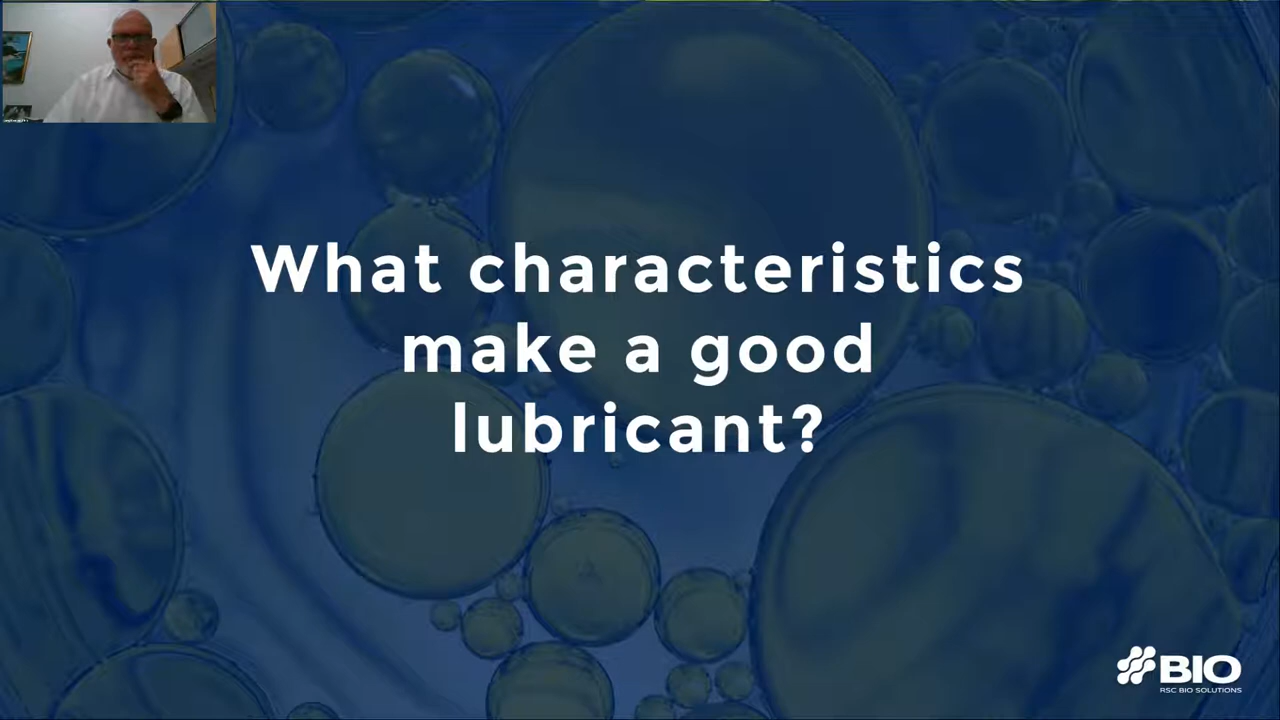 What characteristics
make a good
lubricant?
BIO
RSC BIO SOLUTIONS